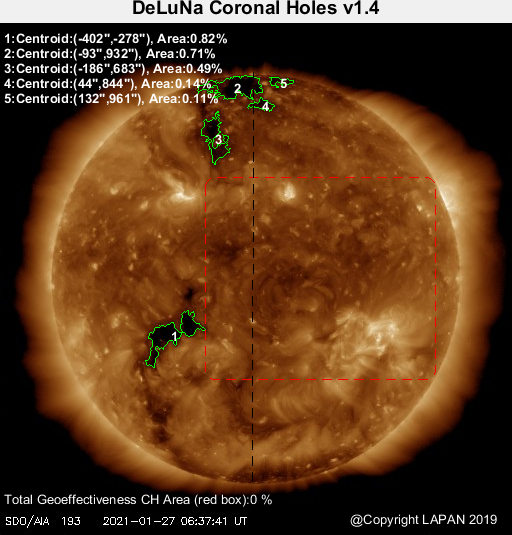 DeLuNa Coronal Holes v1.4
1:Centroid:(-402",-278"), Area:0.82%
2:Centroid:(-93",932"), Area:0.71%
3:Centroid:(-186",683"), Area:0.49%
4:Centroid:(44",844"), Area:0.14%
5:Centroid:(132",961"), Area:0.11%
5
2
4
3
1
Total Geoeffectiveness CH Area (red box):0 %
SDO/AIA 193 2021-01-27 06:37:41 UT
@Copyright LAPAN 2019